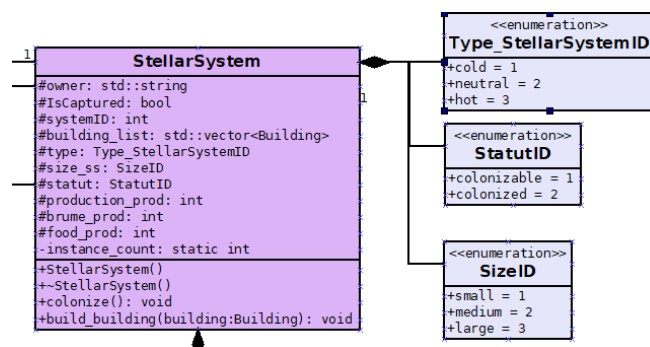 1
StellarSystem
#owner: std::string
#IsCaptured: bool
#systemID: int
#building_list: std::vector<Building>
#type: Type_StellarSystemID
#size_ss: SizeID
#statut: StatutID
#production_prod: int
#brume_prod: int
#food_prod: int
-instance_count: static int
+StellarSystem()
+~StellarSystem()
+colonize(): void
+build_building(building:Building): void
1
<<enumeration>>
Type_StellarSystemID
+cold = 1
+neutral = 2
+hot = 3
<<enumeration>>
StatutID
+colonizable = 1
+colonized = 2
<<enumeration>>
SizeID
+small = 1
+medium = 2
+large = 3